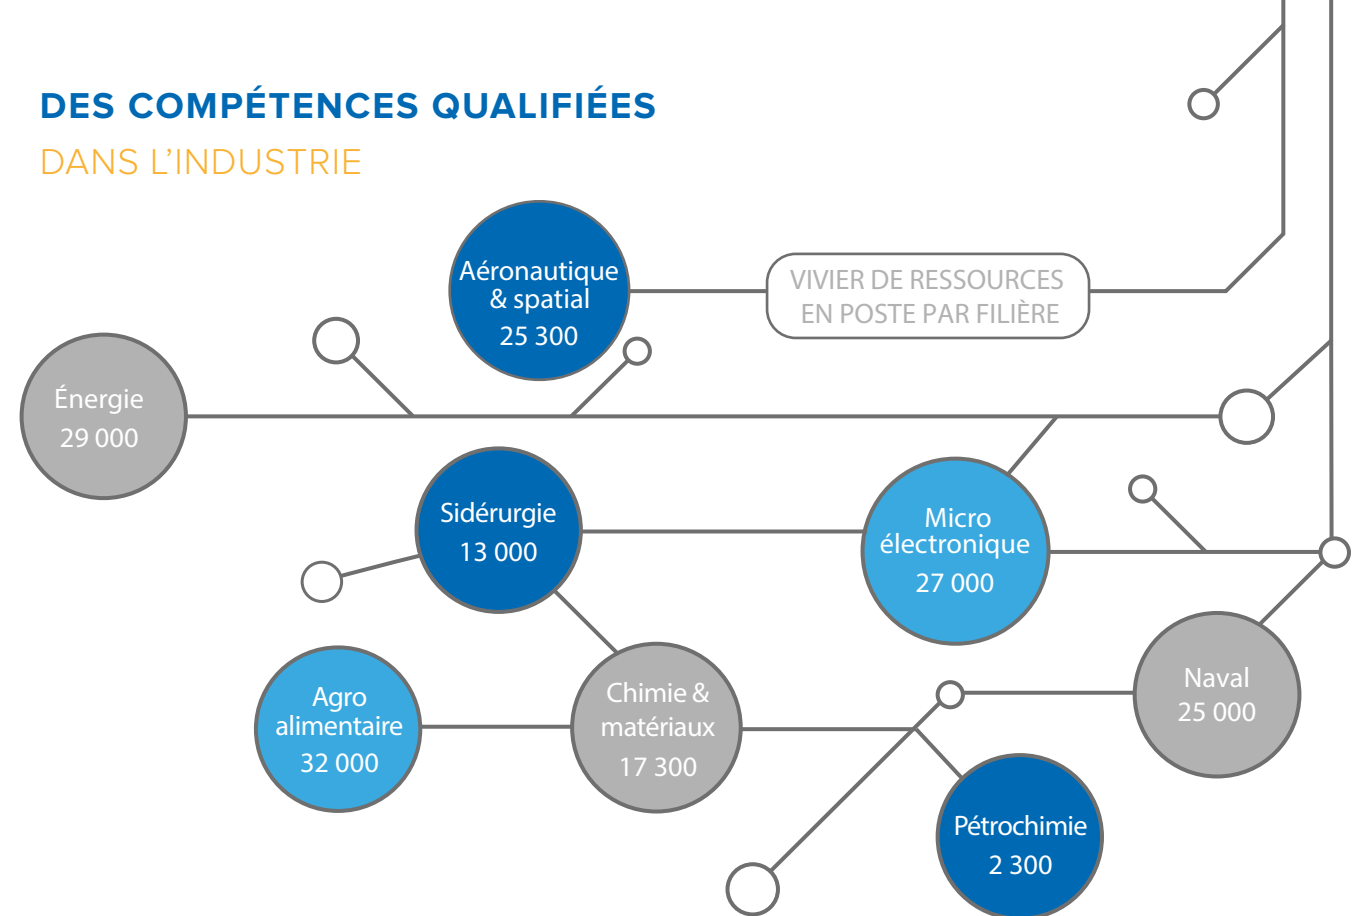 DES COMPÉTENCES QUALIFIÉES
DANS L'INDUSTRIE
Aéronautique
& spatial
25 300
VIVIER DE RESSOURCES
EN POSTE PAR FILIÈRE
Énergie
29 000
Sidérurgie
13 000
Micro
électronique
27 000
Agro
alimentaire
32 000
Chimie &
matériaux
17 300
Naval
25 000
Pétrochimie
2 300